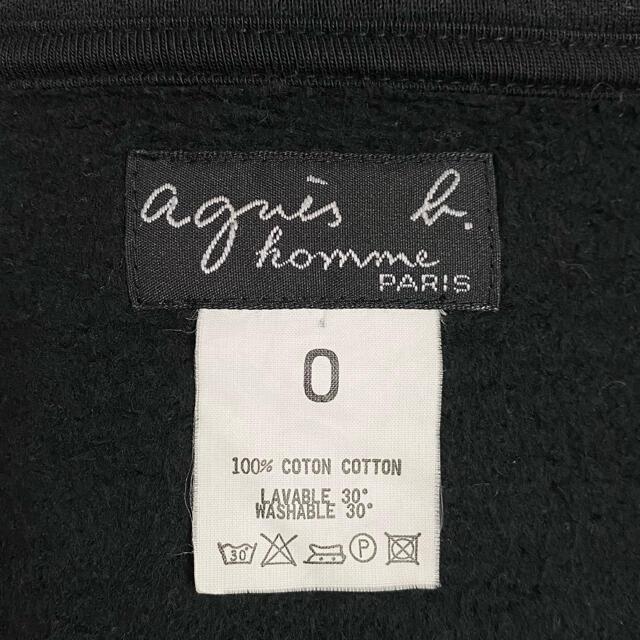 agnès b.
homme
PARIS
0
100% COTON COTTON
LAVABLE 30°
WASHABLE 30°
30° P